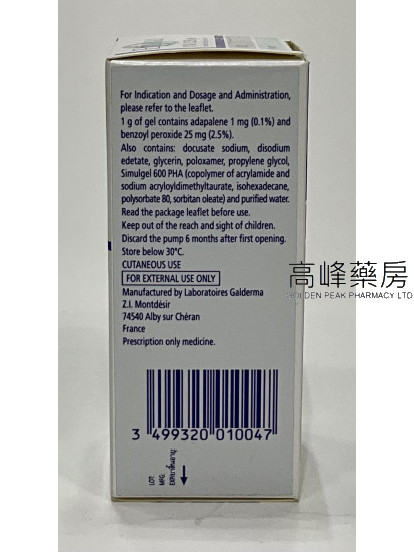 For Indication and Dosage and Administration,
please refer to the leaflet.
1 g of gel contains adapalene 1 mg (0.1%) and
benzoyl peroxide 25 mg (2.5%).
Also contains: docusate sodium, disodium
edetate, glycerin, poloxamer, propylene glycol,
Simulgel 600 PHA (copolymer of acrylamide and
sodium acryloyldimethyltaurate, isohexadecane,
polysorbate 80, sorbitan oleate) and purified water.
Read the package leaflet before use.
Keep out of the reach and sight of children.
Discard the pump 6 months after first opening.
Store below 30°C.
CUTANEOUS USE
FOR EXTERNAL USE ONLY
Manufactured by Laboratoires Galderma
Z.I. Montdésir
74540 Alby sur Chéran
France
Prescription only medicine.
高峰藥房
GOLDEN PEAK PHARMACY LTD
3 499320 010047
LOT:
MFG: